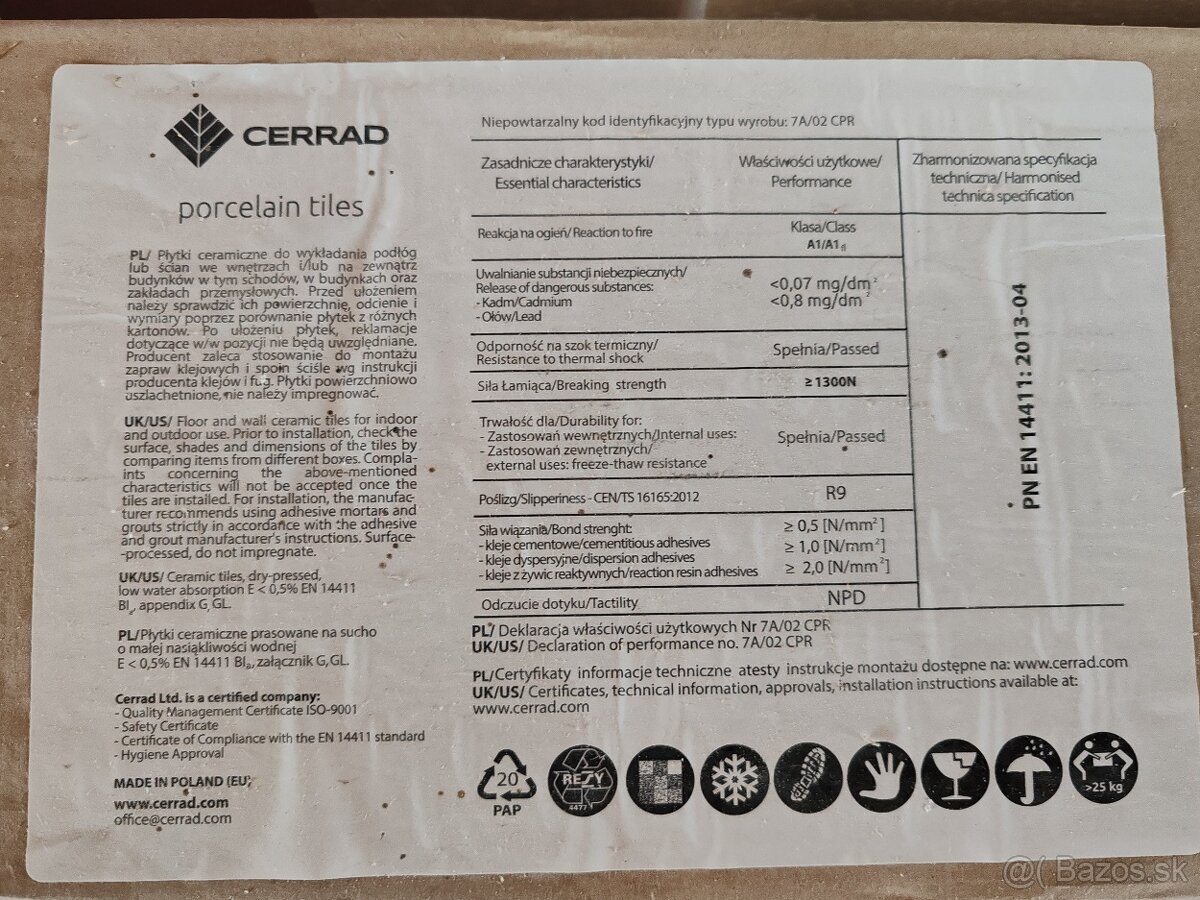 CERRAD
porcelain tiles
PL/ Płytki ceramiczne do wykładania podłóg
lub ścian we wnętrzach i/lub na zewnątrz
budynków w tym schodów, w budynkach oraz
zakładach przemysłowych. Przed ułożeniem
należy sprawdzić ich powierzchnię, odcienie i
wymiary poprzez porównanie płytek z różnych
kartonów. Po ułożeniu płytek, reklamacje
dotyczące w/w pozycji nie będą uwzględniane.
Producent zaleca stosowanie do montażu
zapraw klejowych i spoin ściśle wg instrukcji
producenta klejów i fug. Płytki powierzchniowo
uszlachetnione, nie należy impregnować.
UK/US/ Floor and wall ceramic tiles for indoor
and outdoor use. Prior to installation, check the
surface, shades and dimensions of the tiles by
comparing items from different boxes. Compla-
ints concerning the above-mentioned
characteristics will not be accepted once the
tiles are installed. For installation, the manufac-
turer recommends using adhesive mortars and
grouts strictly in accordance with the adhesive
and grout manufacturer's instructions. Surface-
-processed, do not impregnate.
UK/US/ Ceramic tiles, dry-pressed,
low water absorption E < 0,5% EN 14411
BIa, appendix G, GL.
PL/Płytki ceramiczne prasowane na sucho
o małej nasiąkliwości wodnej
E < 0,5% EN 14411 BIa, załącznik G, GL.
Cerrad Ltd. is a certified company:
- Quality Management Certificate ISO-9001
- Safety Certificate
- Certificate of Compliance with the EN 14411 standard
- Hygiene Approval
MADE IN POLAND (EU)
www.cerrad.com
office@cerrad.com
Niepowtarzalny kod identyfikacyjny typu wyrobu: 7A/02 CPR
Zasadnicze charakterystyki/
Essential characteristics
Właściwości użytkowe/
Performance
Zharmonizowana specyfikacja
techniczna/ Harmonised
technica specification
Reakcja na ogień/ Reaction to fire
Klasa/Class
A1/A1fl
Uwalnianie substancji niebezpiecznych/
Release of dangerous substances:
- Kadm/Cadmium
- Ołów/Lead
<0,07 mg/dm²
<0,8 mg/dm²
Odporność na szok termiczny/
Resistance to thermal shock
Spełnia/Passed
Siła Łamiąca/Breaking strength
≥1300N
Trwałość dla/Durability for:
- Zastosowań wewnętrznych/Internal uses:
- Zastosowań zewnętrznych/
external uses: freeze-thaw resistance
Spełnia/Passed
Poślizg/Slipperiness - CEN/TS 16165:2012
R9
Siła wiązania/Bond strenght:
- kleje cementowe/cementitious adhesives
- kleje dyspersyjne/dispersion adhesives
- kleje z żywic reaktywnych/reaction resin adhesives
≥ 0,5 [N/mm²]
≥ 1,0 [N/mm²]
≥ 2,0 [N/mm²]
Odczucie dotyku/Tactility
NPD
PN EN 14411: 2013-04
PL/ Deklaracja właściwości użytkowych Nr 7A/02 CPR
UK/US/ Declaration of performance no. 7A/02 CPR
PL/Certyfikaty informacje techniczne atesty instrukcje montażu dostępne na: www.cerrad.com
UK/US/ Certificates, technical information, approvals, installation instructions available at:
www.cerrad.com
20
PAP
RESY
4477
>25 kg
@( Bazos.sk